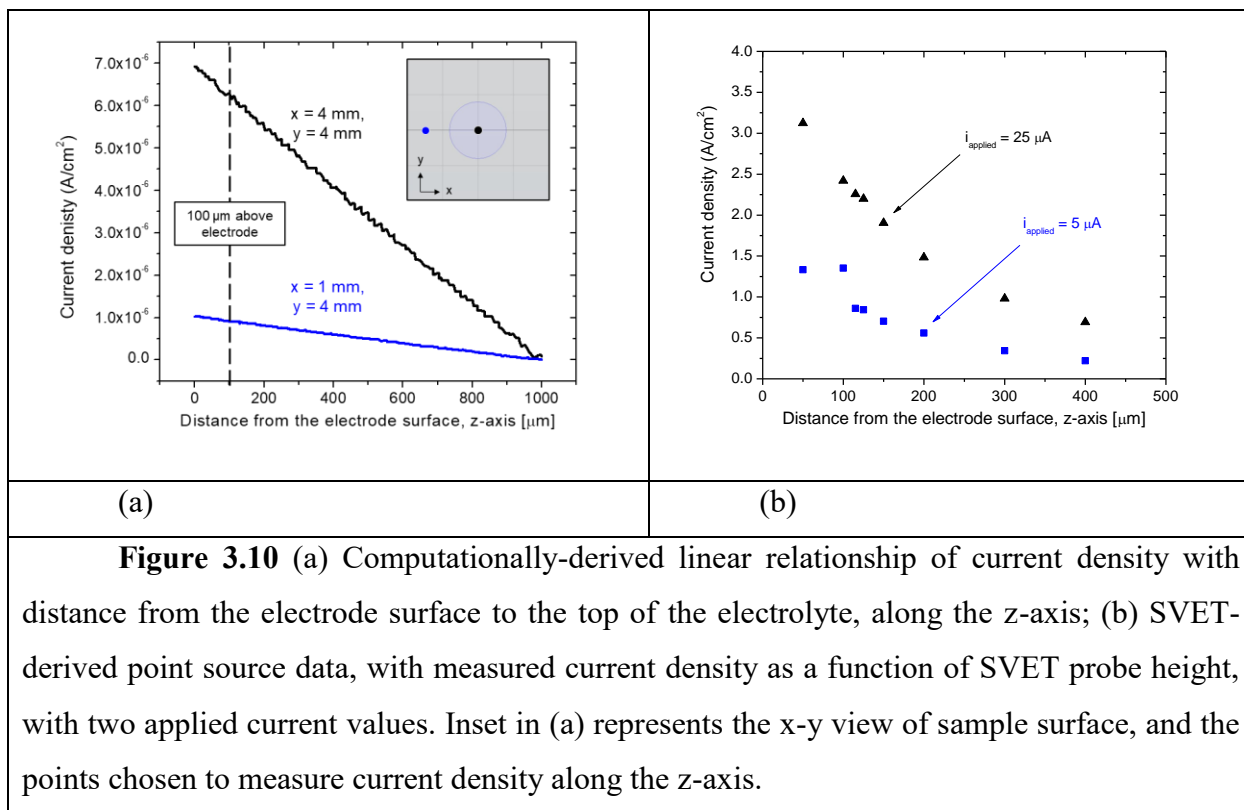 7.0x10-6
6.0x10-6
5.0x10-6
4.0x10-6
3.0x10-6
2.0x10-6
1.0x10-6
0.0
Current denisty (A/cm2)
x = 4 mm,
y = 4 mm
y
x
100 µm above
electrode
x = 1 mm,
y = 4 mm
0 200 400 600 800 1000
Distance from the electrode surface, z-axis [µm]
4.0
3.5
3.0
2.5
2.0
1.5
1.0
0.5
0.0
Current density (A/cm2)
iapplied = 25 µA
iapplied = 5 µA
0 100 200 300 400 500
Distance from the electrode surface, z-axis [µm]
(a)
(b)
Figure 3.10 (a) Computationally-derived linear relationship of current density with
distance from the electrode surface to the top of the electrolyte, along the z-axis; (b) SVET-
derived point source data, with measured current density as a function of SVET probe height,
with two applied current values. Inset in (a) represents the x-y view of sample surface, and the
points chosen to measure current density along the z-axis.